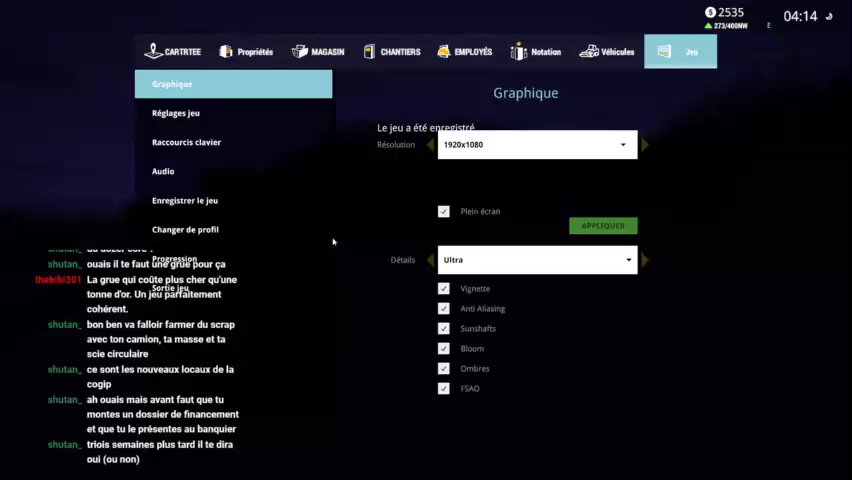 2535
273/400NW
E
04:14
CARTRTEE
Propriétés
MAGASIN
CHANTIERS
EMPLOYÉS
Notation
Véhicules
Jeu
Graphique
Réglages jeu
Raccourcis clavier
Audio
Enregistrer le jeu
Changer de profil
Progression
Sortie jeu
Graphique
Le jeu a été enregistré
Résolution
1920x1080
Plein écran
APPLIQUER
Détails
Ultra
Vignette
Anti Aliasing
Sunshafts
Bloom
Ombres
FSAO
shutan_ ouais il te faut une grue pour ça
thebibi301 La grue qui coûte plus cher qu'une
tonne d'or. Un jeu parfaitement
cohérent.
shutan_ bon ben va falloir farmer du scrap
avec ton camion, ta masse et ta
scie circulaire
shutan_ ce sont les nouveaux locaux de la
cogip
shutan_ ah ouais mais avant faut que tu
montes un dossier de financement
et que tu le présentes au banquier
shutan_ triois semaines plus tard il te dira
oui (ou non)